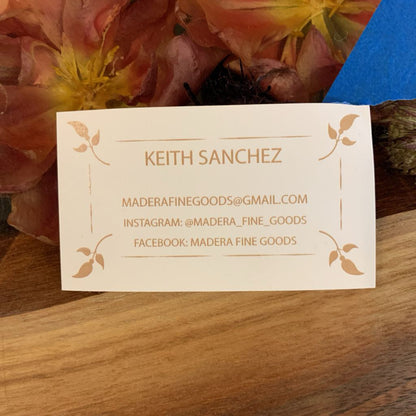 KEITH SANCHEZ
MADERAFINEGOODS@GMAIL.COM
INSTAGRAM: @MADERA_FINE_GOODS
FACEBOOK: MADERA FINE GOODS